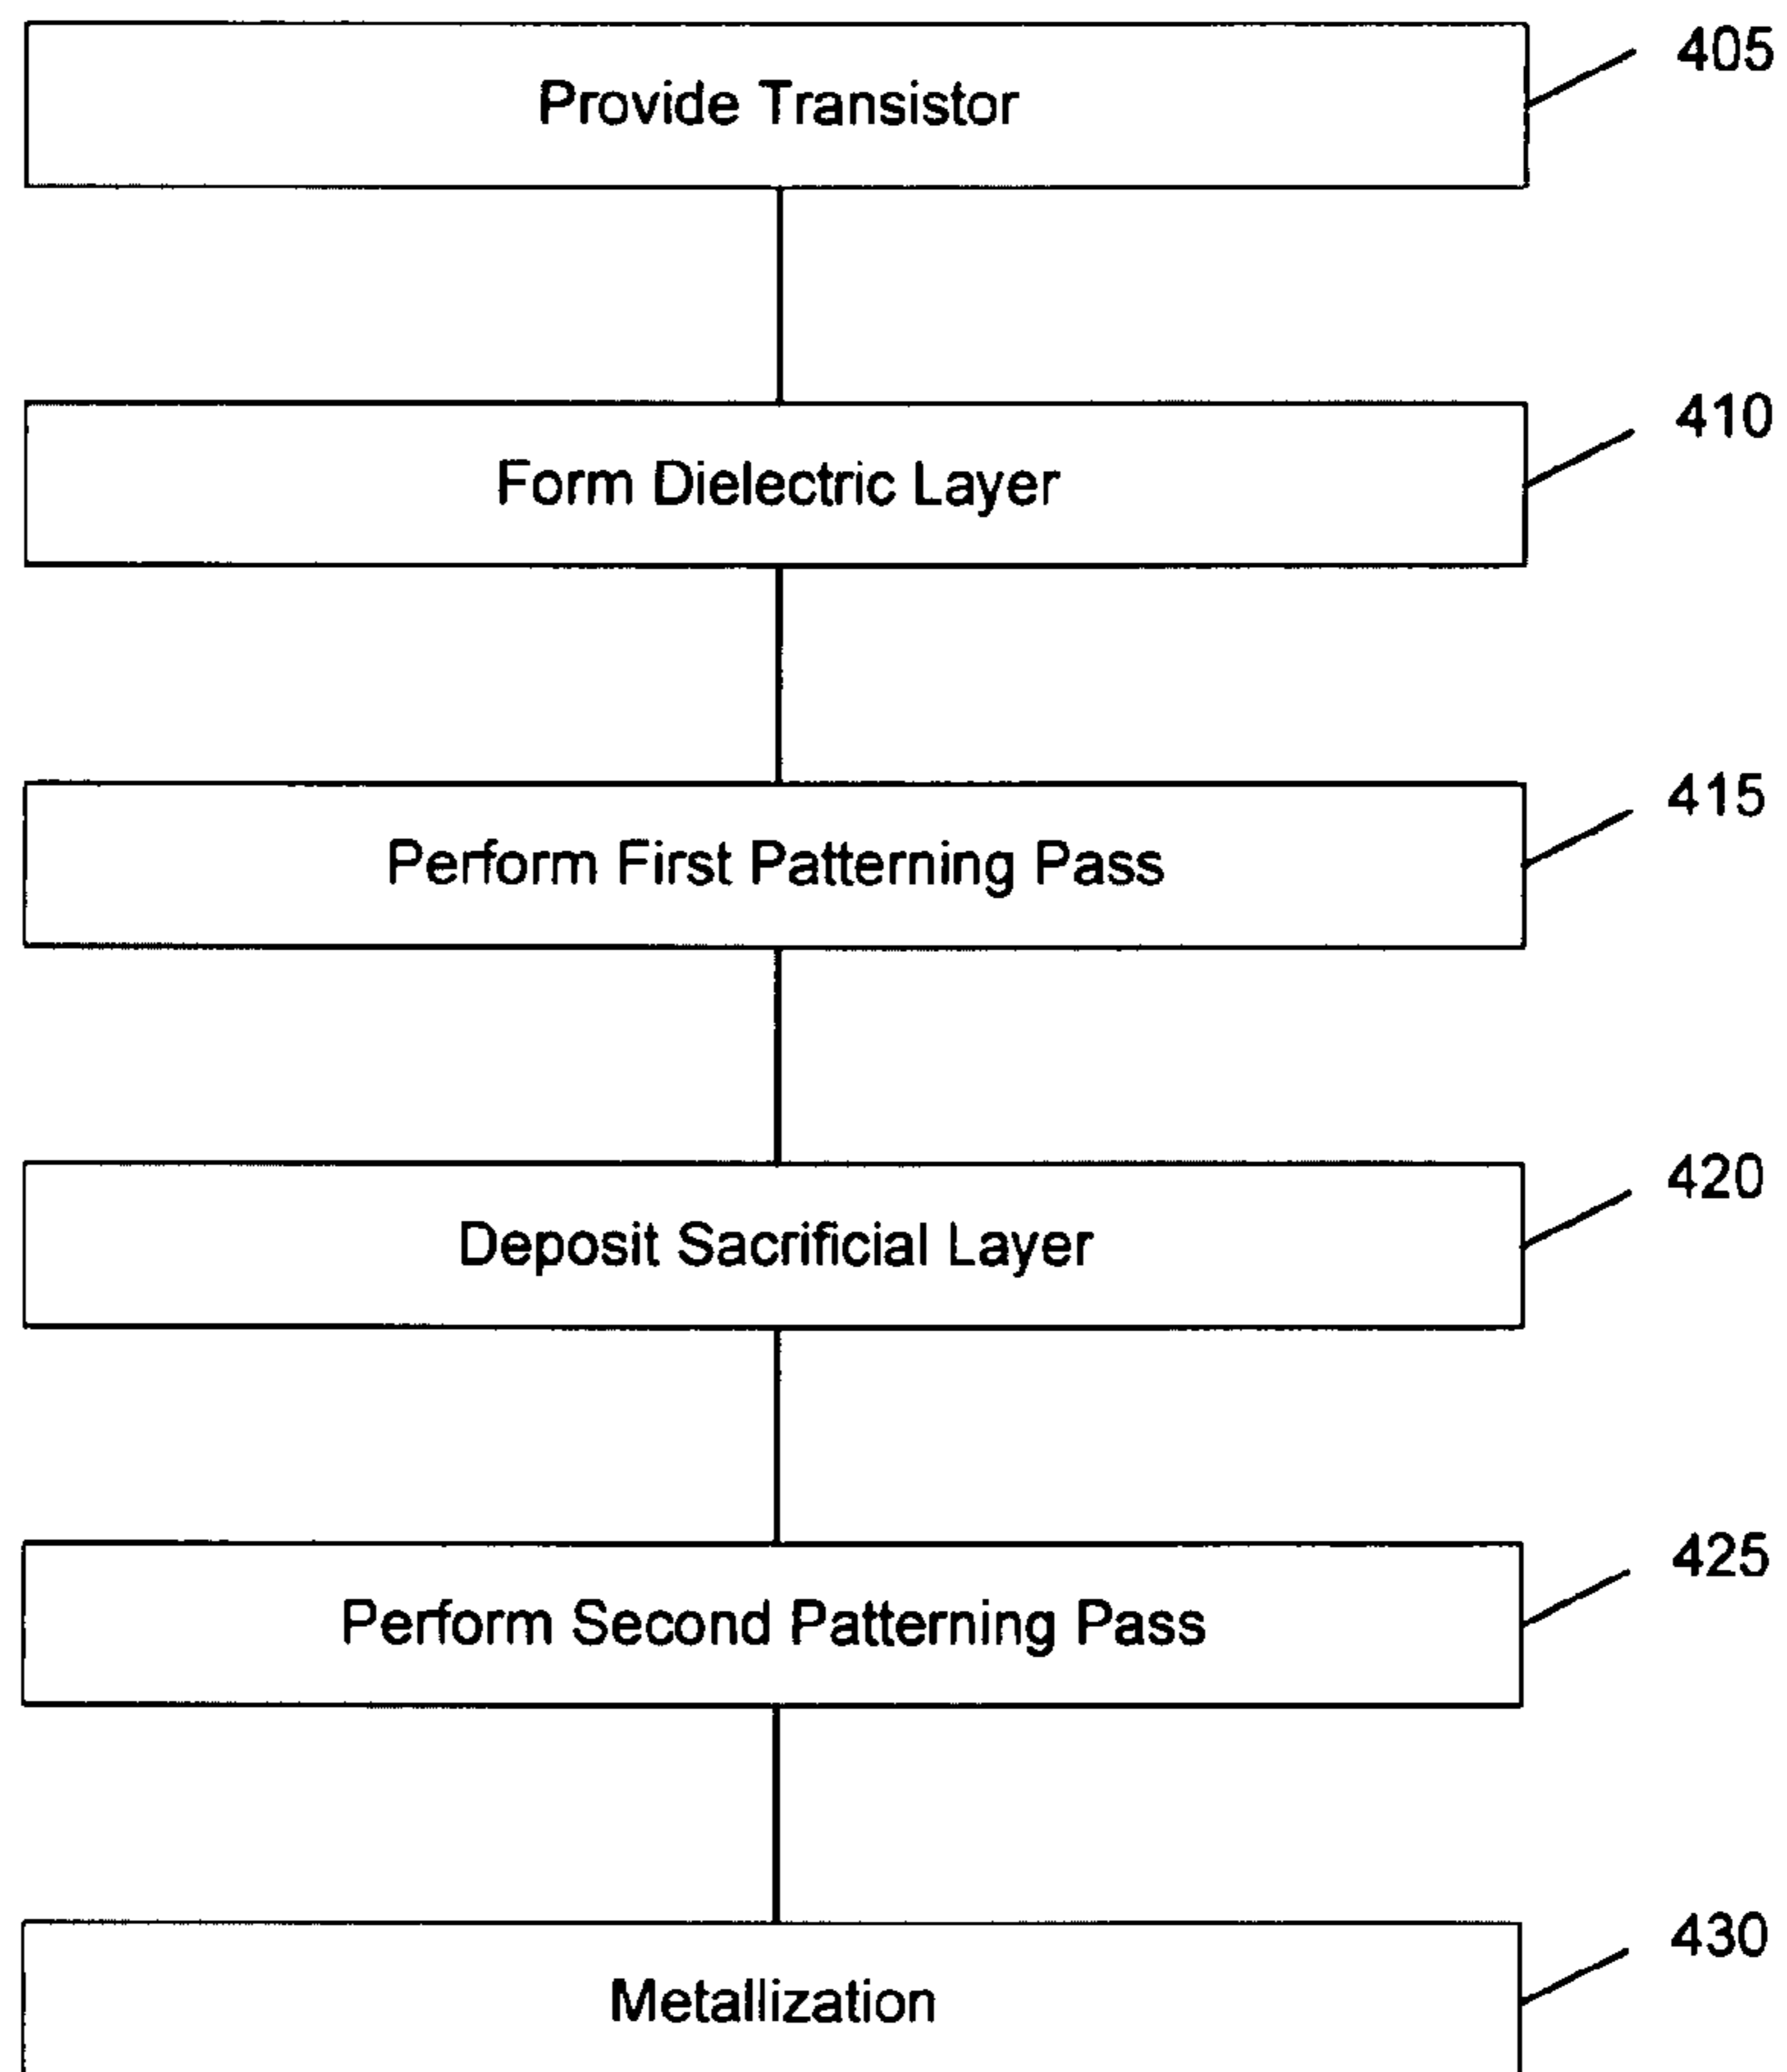 Provide Transistor
405
Form Dielectric Layer
410
Perform First Patterning Pass
415
Deposit Sacrificial Layer
420
Perform Second Patterning Pass
425
Metallization
430